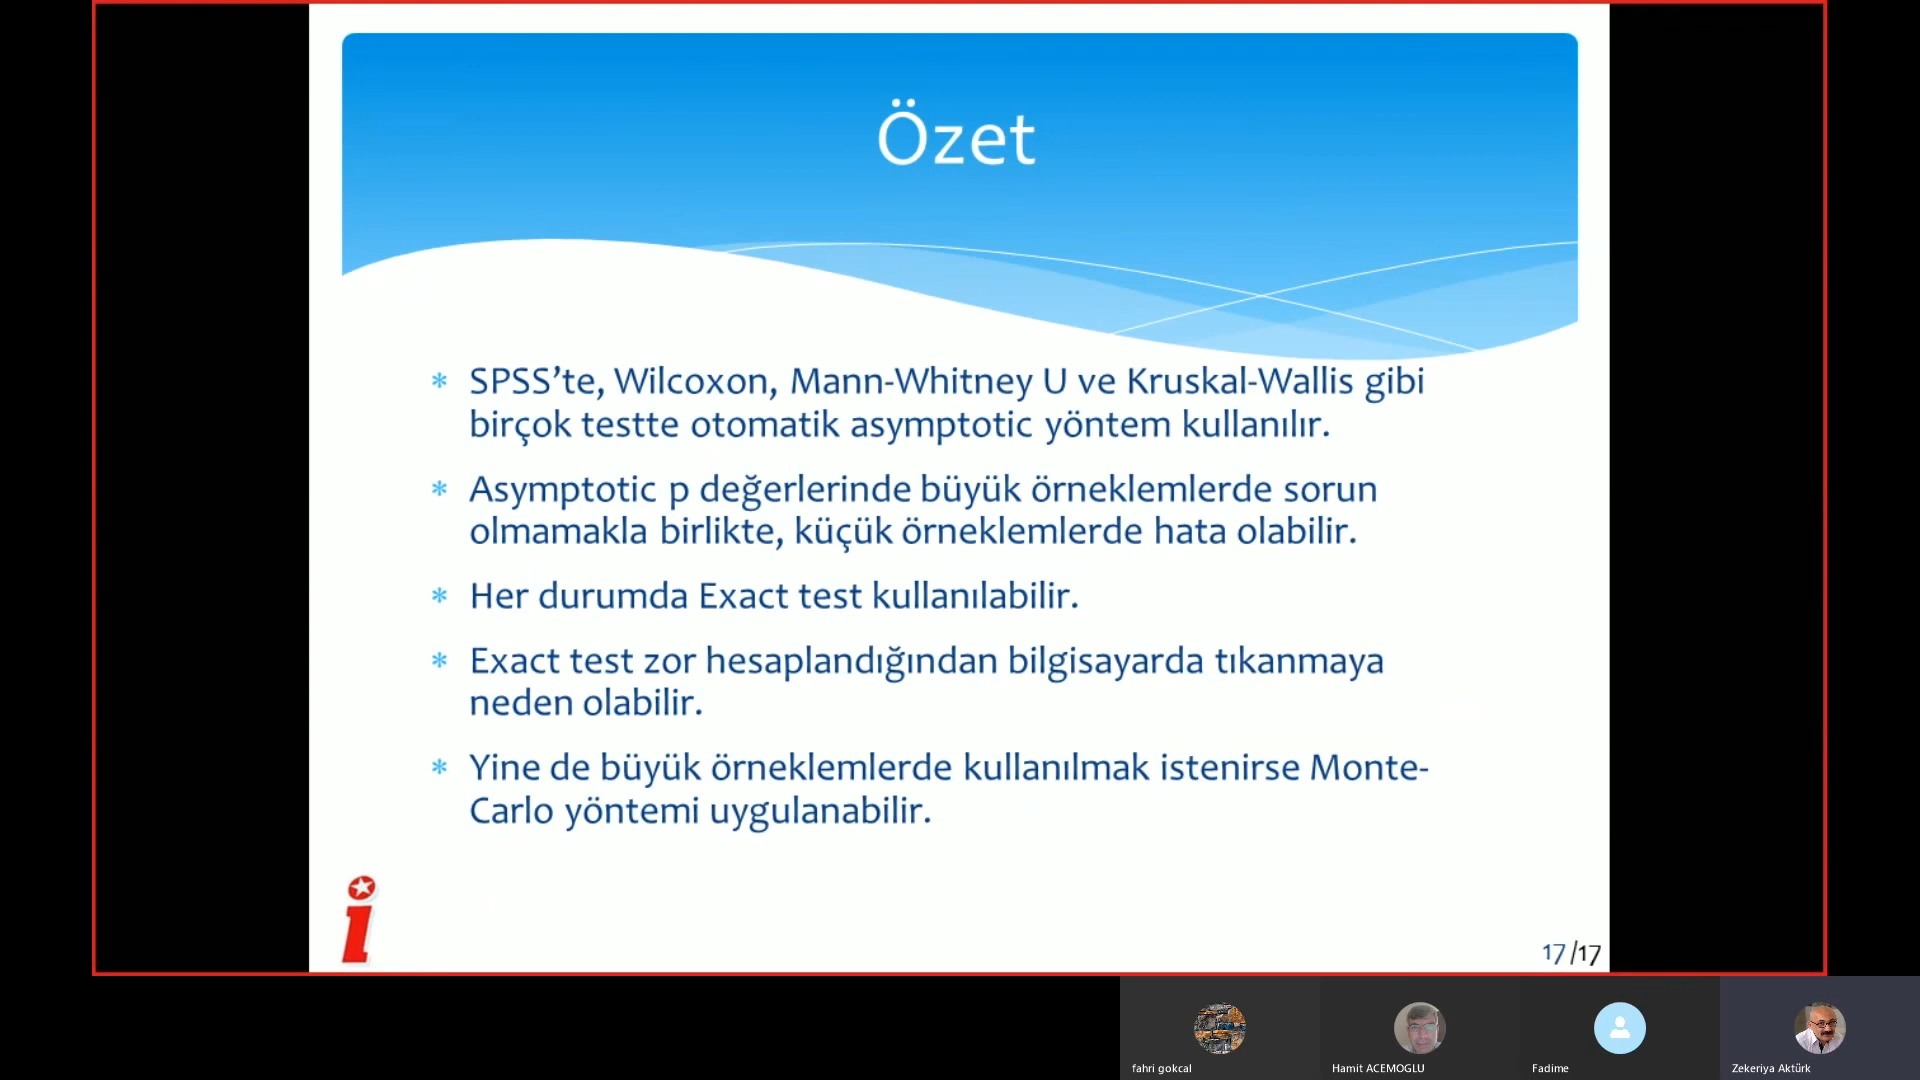 Özet
* SPSS’te, Wilcoxon, Mann-Whitney U ve Kruskal-Wallis gibi
birçok testte otomatik asymptotic yöntem kullanılır.
* Asymptotic p değerlerinde büyük örneklemlerde sorun
olmamakla birlikte, küçük örneklemlerde hata olabilir.
* Her durumda Exact test kullanılabilir.
* Exact test zor hesaplandığından bilgisayarda tıkanmaya
neden olabilir.
* Yine de büyük örneklemlerde kullanılmak istenirse Monte-
Carlo yöntemi uygulanabilir.
i
17/17
fahri gokcal
Hamit ACEMOGLU
Fadime
Zekeriya Aktürk